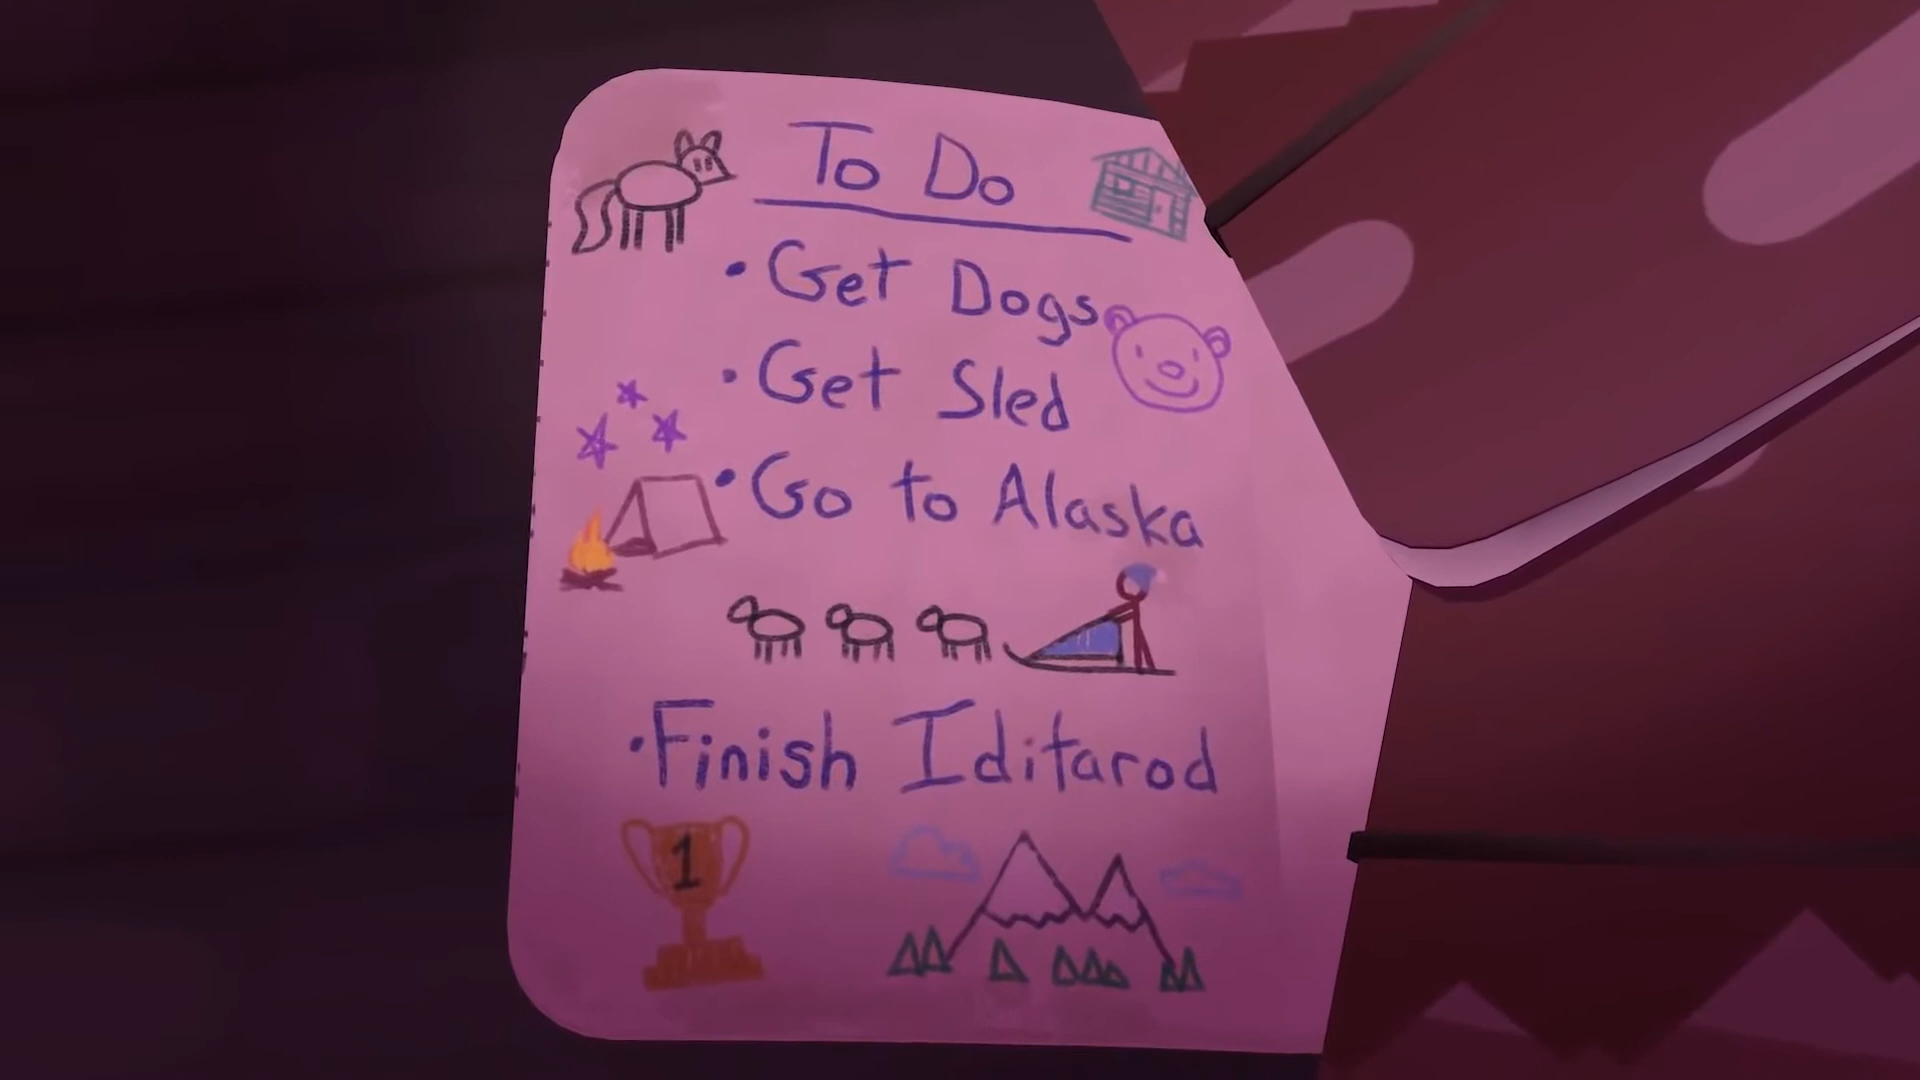 To Do
• Get Dogs
• Get Sled
• Go to Alaska
• Finish Iditarod
1